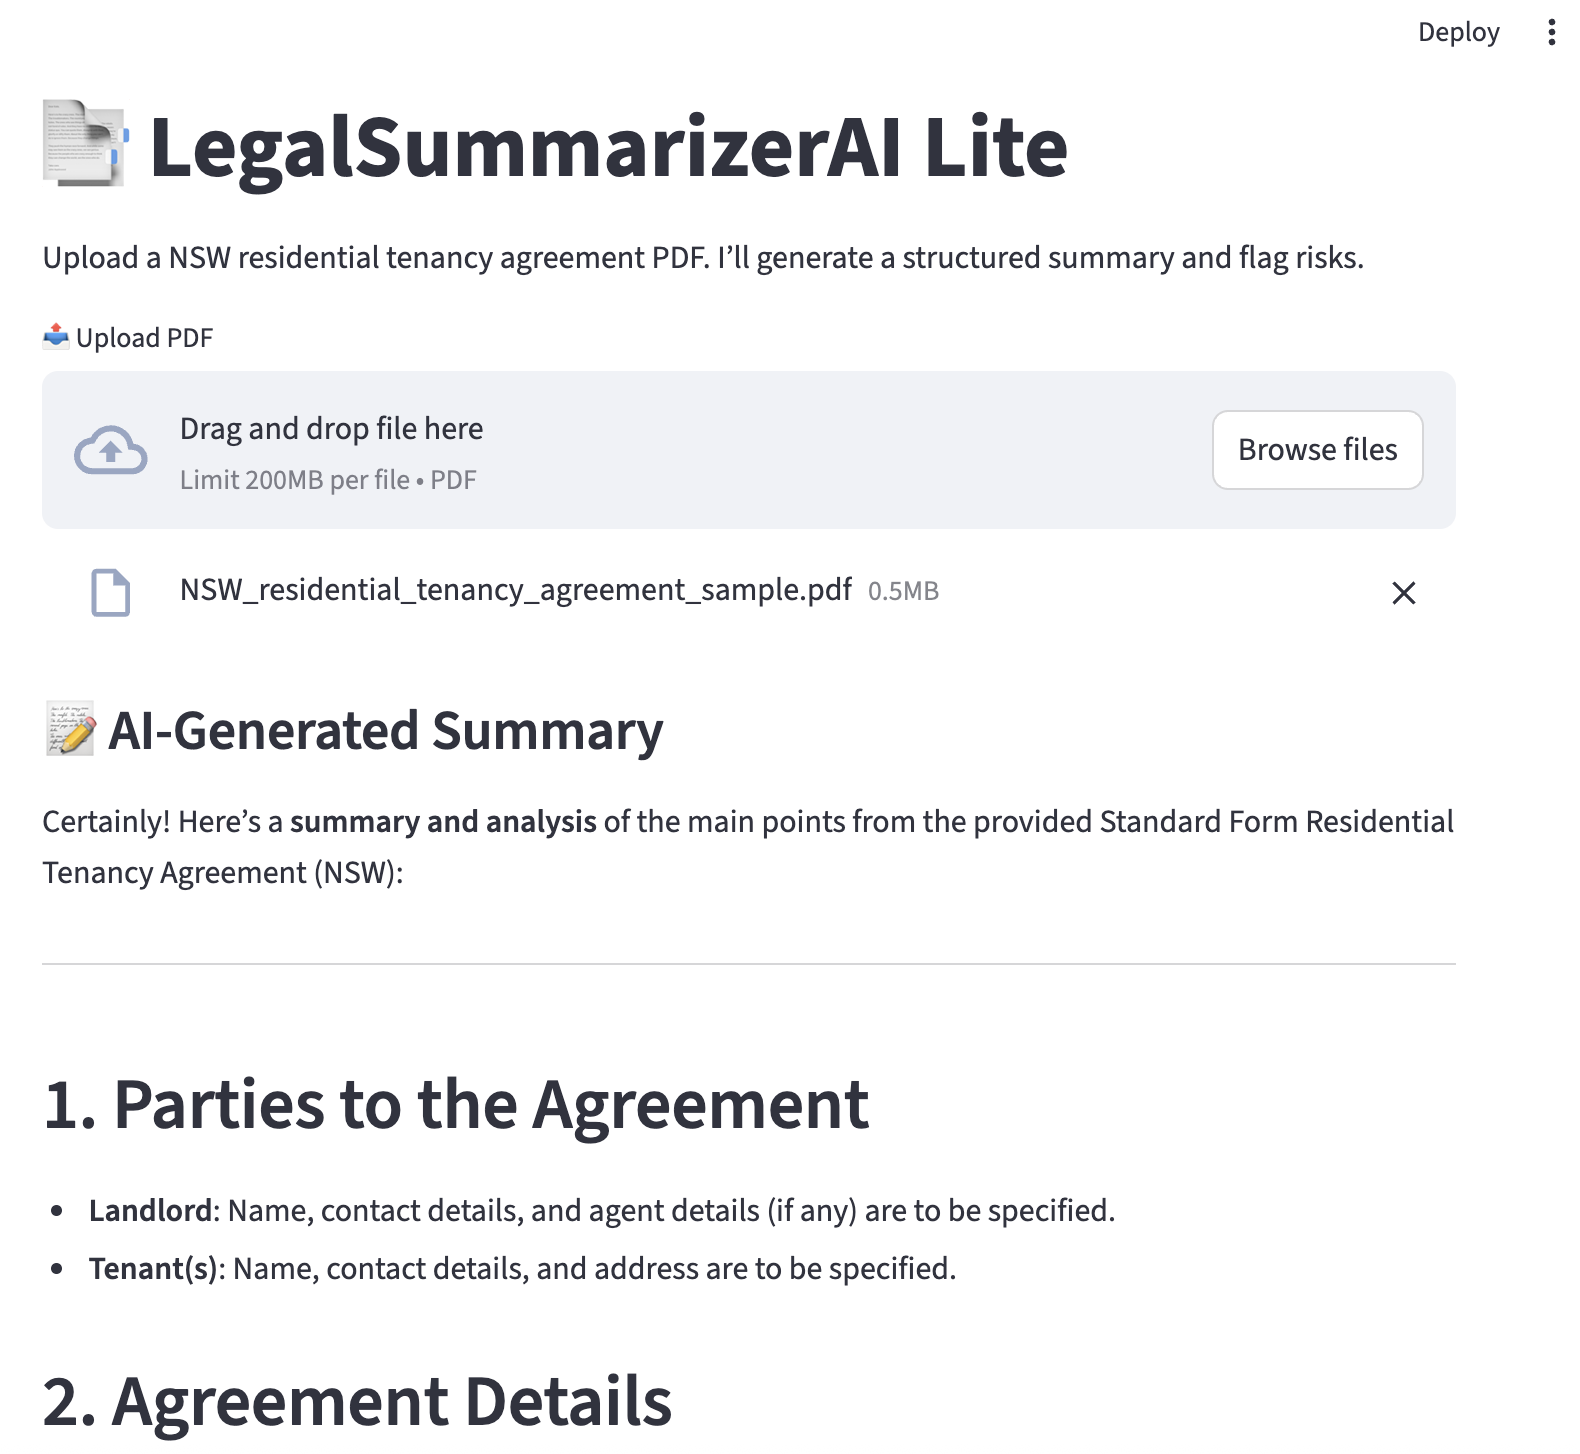 Deploy
LegalSummarizerAI Lite
Upload a NSW residential tenancy agreement PDF. I’ll generate a structured summary and flag risks.
Upload PDF
Drag and drop file here
Limit 200MB per file • PDF
Browse files
NSW_residential_tenancy_agreement_sample.pdf 0.5MB
AI-Generated Summary
Certainly! Here’s a summary and analysis of the main points from the provided Standard Form Residential
Tenancy Agreement (NSW):
1. Parties to the Agreement
• Landlord: Name, contact details, and agent details (if any) are to be specified.
• Tenant(s): Name, contact details, and address are to be specified.
2. Agreement Details